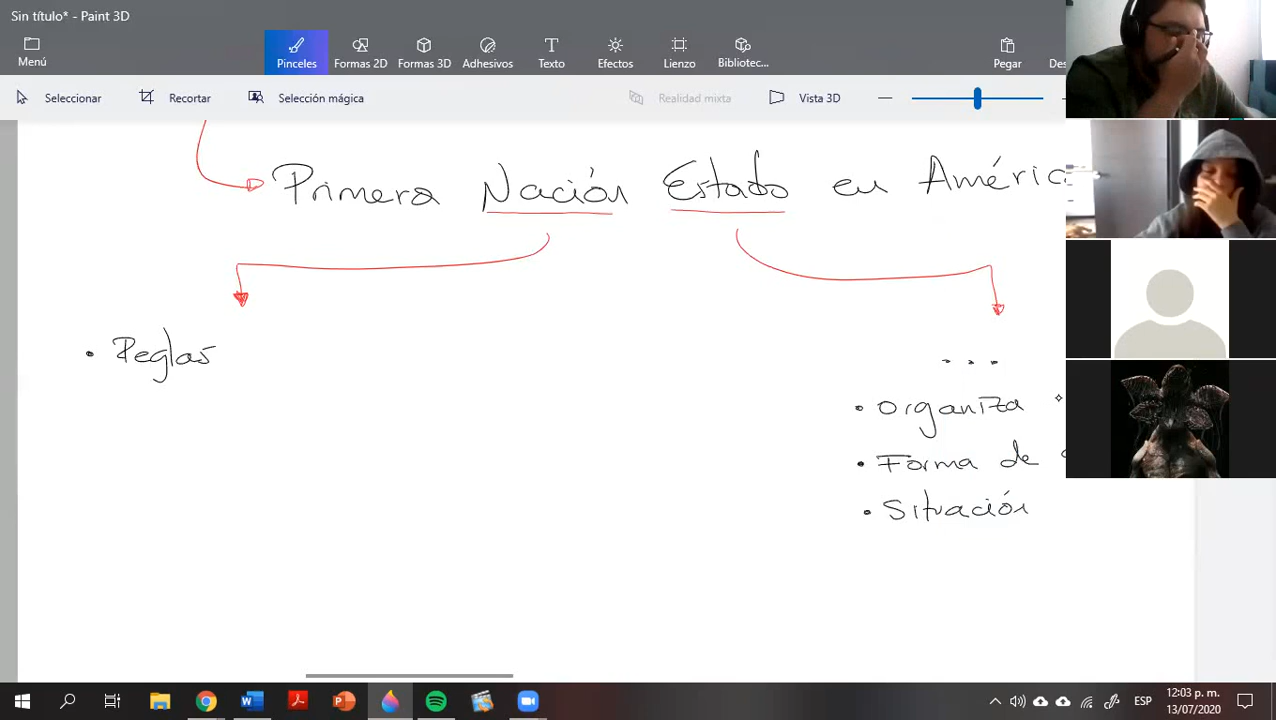 Sin título* - Paint 3D
Menú
Pinceles
Formas 2D
Formas 3D
Adhesivos
Texto
Efectos
Lienzo
Bibliotec...
Pegar
Des
Seleccionar
Recortar
Selección mágica
Realidad mixta
Vista 3D
Primera Nación Estado en Améric
• Reglas
...
• Organiza
• Forma de
• Situación
ESP
12:03 p. m.
13/07/2020